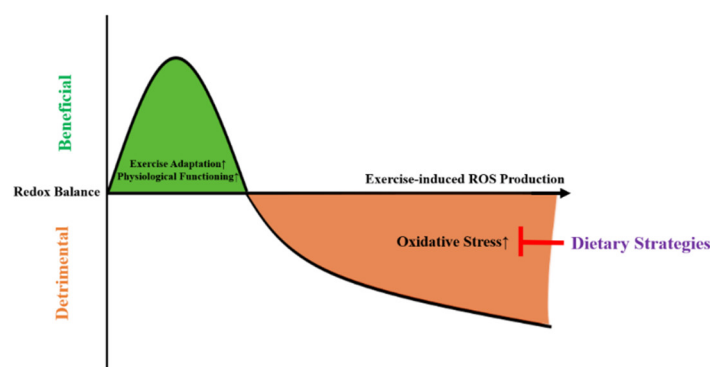 Beneficial
Exercise Adaptation↑
Physiological Functioning↑
Redox Balance
Exercise-induced ROS Production
Detrimental
Oxidative Stress↑
Dietary Strategies